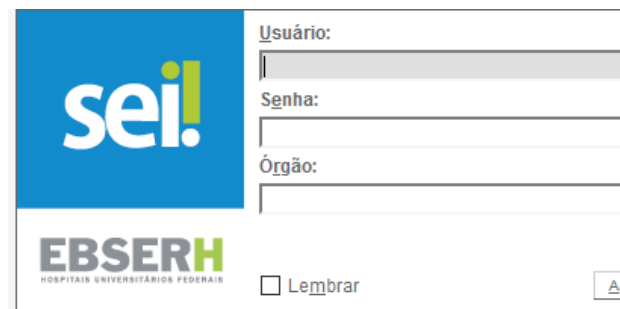 sei!
EBSERH
HOSPITAIS UNIVERSITÁRIOS FEDERAIS
Usuário:
Senha:
Órgão:
Lembrar